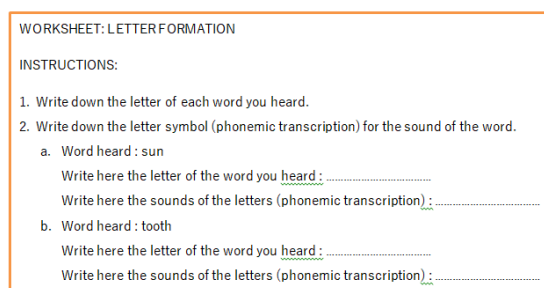 WORKSHEET: LETTER FORMATION
INSTRUCTIONS:
1. Write down the letter of each word you heard.
2. Write down the letter symbol (phonemic transcription) for the sound of the word.
a. Word heard : sun
Write here the letter of the word you heard : ....................................
Write here the sounds of the letters (phonemic transcription) : ....................................
b. Word heard : tooth
Write here the letter of the word you heard : ....................................
Write here the sounds of the letters (phonemic transcription) : ....................................